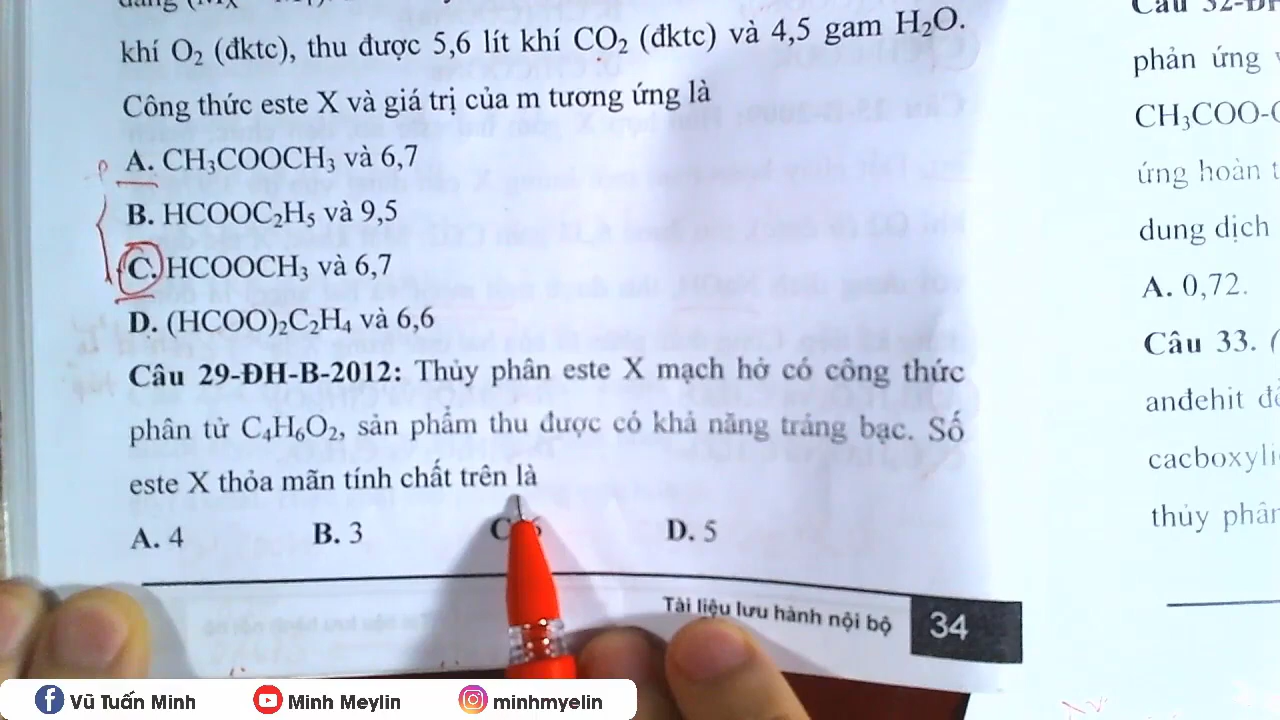 khí O₂ (đktc), thu được 5,6 lít khí CO₂ (đktc) và 4,5 gam H₂O.
Công thức este X và giá trị của m tương ứng là
A. CH₃COOCH₃ và 6,7
B. HCOOC₂H₅ và 9,5
C. HCOOCH₃ và 6,7
D. (HCOO)₂C₂H₄ và 6,6
Câu 29-ĐH-B-2012: Thủy phân este X mạch hở có công thức
phân tử C₄H₆O₂, sản phẩm thu được có khả năng tráng bạc. Số
este X thỏa mãn tính chất trên là
A. 4 B. 3 C 6 D. 5
Tài liệu lưu hành nội bộ 34
phản ứng
CH₃COO-
ứng hoàn
dung dịch
A. 0,72.
Câu 33. (
anđehit
thủy phân
Vũ Tuấn Minh Minh Meylin minhmyelin